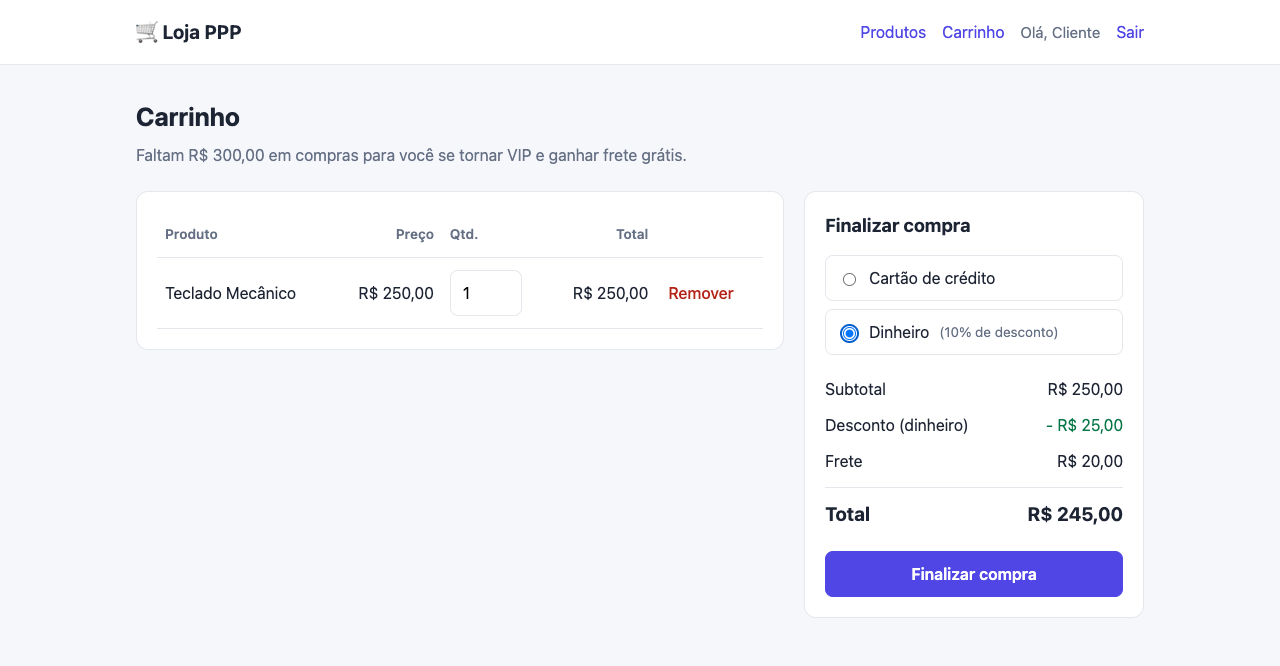 🛒 Loja PPP
Produtos Carrinho Olá, Cliente Sair
Carrinho
Faltam R$ 300,00 em compras para você se tornar VIP e ganhar frete grátis.
Produto Preço Qtd. Total
Teclado Mecânico R$ 250,00 1 R$ 250,00 Remover
Finalizar compra
Cartão de crédito
Dinheiro (10% de desconto)
Subtotal R$ 250,00
Desconto (dinheiro) - R$ 25,00
Frete R$ 20,00
Total R$ 245,00
Finalizar compra